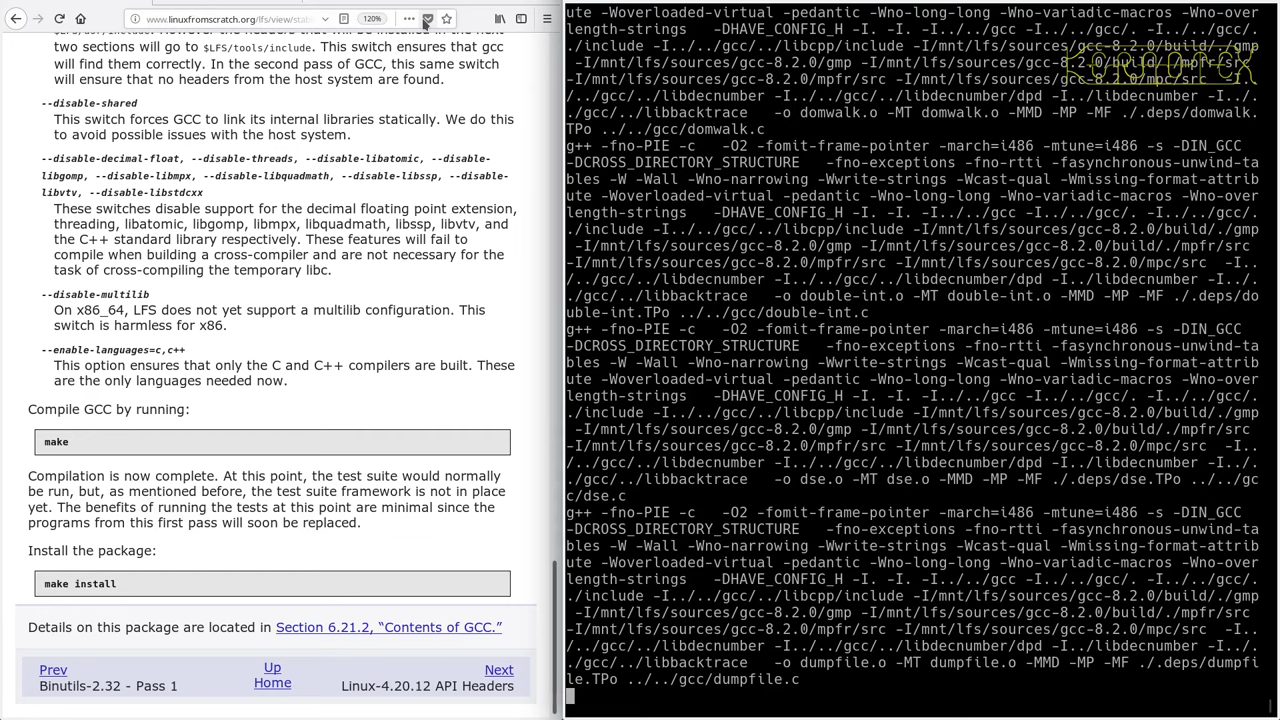 www.linuxfromscratch.org/lfs/view/stab
120%
two sections will go to $LFS/tools/include. This switch ensures that gcc
will find them correctly. In the second pass of GCC, this same switch
will ensure that no headers from the host system are found.
--disable-shared
This switch forces GCC to link its internal libraries statically. We do this
to avoid possible issues with the host system.
--disable-decimal-float, --disable-threads, --disable-libatomic, --disable-
libgomp, --disable-libmpx, --disable-libquadmath, --disable-libssp, --disable-
libvtv, --disable-libstdcxx
These switches disable support for the decimal floating point extension,
threading, libatomic, libgomp, libmpx, libquadmath, libssp, libvtv, and
the C++ standard library respectively. These features will fail to
compile when building a cross-compiler and are not necessary for the
task of cross-compiling the temporary libc.
--disable-multilib
On x86_64, LFS does not yet support a multilib configuration. This
switch is harmless for x86.
--enable-languages=c,c++
This option ensures that only the C and C++ compilers are built. These
are the only languages needed now.
Compile GCC by running:
make
Compilation is now complete. At this point, the test suite would normally
be run, but, as mentioned before, the test suite framework is not in place
yet. The benefits of running the tests at this point are minimal since the
programs from this first pass will soon be replaced.
Install the package:
make install
Details on this package are located in Section 6.21.2, “Contents of GCC.”
Prev Up Next
Binutils-2.32 - Pass 1 Home Linux-4.20.12 API Headers
ute -Woverloaded-virtual -pedantic -Wno-long-long -Wno-variadic-macros -Wno-over
length-strings   -DHAVE_CONFIG_H -I. -I. -I../../gcc -I../../gcc/. -I../../gcc/.
./include -I../../gcc/../libcpp/include -I/mnt/lfs/sources/gcc-8.2.0/build/./gmp
 -I/mnt/lfs/sources/gcc-8.2.0/gmp -I/mnt/lfs/sources/gcc-8.2.0/build/./mpfr/src
-I/mnt/lfs/sources/gcc-8.2.0/mpfr/src -I/mnt/lfs/sources/gcc-8.2.0/mpc/src  -I..
/../gcc/../libdecnumber -I../../gcc/../libdecnumber/dpd -I../libdecnumber -I../.
./gcc/../libbacktrace   -o domwalk.o -MT domwalk.o -MMD -MP -MF ./.deps/domwalk.
TPo ../../gcc/domwalk.c
g++ -fno-PIE -c   -O2 -fomit-frame-pointer -march=i486 -mtune=i486 -s -DIN_GCC
-DCROSS_DIRECTORY_STRUCTURE   -fno-exceptions -fno-rtti -fasynchronous-unwind-ta
bles -W -Wall -Wno-narrowing -Wwrite-strings -Wcast-qual -Wmissing-format-attrib
ute -Woverloaded-virtual -pedantic -Wno-long-long -Wno-variadic-macros -Wno-over
length-strings   -DHAVE_CONFIG_H -I. -I. -I../../gcc -I../../gcc/. -I../../gcc/.
./include -I../../gcc/../libcpp/include -I/mnt/lfs/sources/gcc-8.2.0/build/./gmp
 -I/mnt/lfs/sources/gcc-8.2.0/gmp -I/mnt/lfs/sources/gcc-8.2.0/build/./mpfr/src
-I/mnt/lfs/sources/gcc-8.2.0/mpfr/src -I/mnt/lfs/sources/gcc-8.2.0/mpc/src  -I..
/../gcc/../libdecnumber -I../../gcc/../libdecnumber/dpd -I../libdecnumber -I../.
./gcc/../libbacktrace   -o double-int.o -MT double-int.o -MMD -MP -MF ./.deps/do
uble-int.TPo ../../gcc/double-int.c
g++ -fno-PIE -c   -O2 -fomit-frame-pointer -march=i486 -mtune=i486 -s -DIN_GCC
-DCROSS_DIRECTORY_STRUCTURE   -fno-exceptions -fno-rtti -fasynchronous-unwind-ta
bles -W -Wall -Wno-narrowing -Wwrite-strings -Wcast-qual -Wmissing-format-attrib
ute -Woverloaded-virtual -pedantic -Wno-long-long -Wno-variadic-macros -Wno-over
length-strings   -DHAVE_CONFIG_H -I. -I. -I../../gcc -I../../gcc/. -I../../gcc/.
./include -I../../gcc/../libcpp/include -I/mnt/lfs/sources/gcc-8.2.0/build/./gmp
 -I/mnt/lfs/sources/gcc-8.2.0/gmp -I/mnt/lfs/sources/gcc-8.2.0/build/./mpfr/src
-I/mnt/lfs/sources/gcc-8.2.0/mpfr/src -I/mnt/lfs/sources/gcc-8.2.0/mpc/src  -I..
/../gcc/../libdecnumber -I../../gcc/../libdecnumber/dpd -I../libdecnumber -I../.
./gcc/../libbacktrace   -o dse.o -MT dse.o -MMD -MP -MF ./.deps/dse.TPo ../../gc
c/dse.c
g++ -fno-PIE -c   -O2 -fomit-frame-pointer -march=i486 -mtune=i486 -s -DIN_GCC
-DCROSS_DIRECTORY_STRUCTURE   -fno-exceptions -fno-rtti -fasynchronous-unwind-ta
bles -W -Wall -Wno-narrowing -Wwrite-strings -Wcast-qual -Wmissing-format-attrib
ute -Woverloaded-virtual -pedantic -Wno-long-long -Wno-variadic-macros -Wno-over
length-strings   -DHAVE_CONFIG_H -I. -I. -I../../gcc -I../../gcc/. -I../../gcc/.
./include -I../../gcc/../libcpp/include -I/mnt/lfs/sources/gcc-8.2.0/build/./gmp
 -I/mnt/lfs/sources/gcc-8.2.0/gmp -I/mnt/lfs/sources/gcc-8.2.0/build/./mpfr/src
-I/mnt/lfs/sources/gcc-8.2.0/mpfr/src -I/mnt/lfs/sources/gcc-8.2.0/mpc/src  -I..
/../gcc/../libdecnumber -I../../gcc/../libdecnumber/dpd -I../libdecnumber -I../.
./gcc/../libbacktrace   -o dumpfile.o -MT dumpfile.o -MMD -MP -MF ./.deps/dumpfi
le.TPo ../../gcc/dumpfile.c